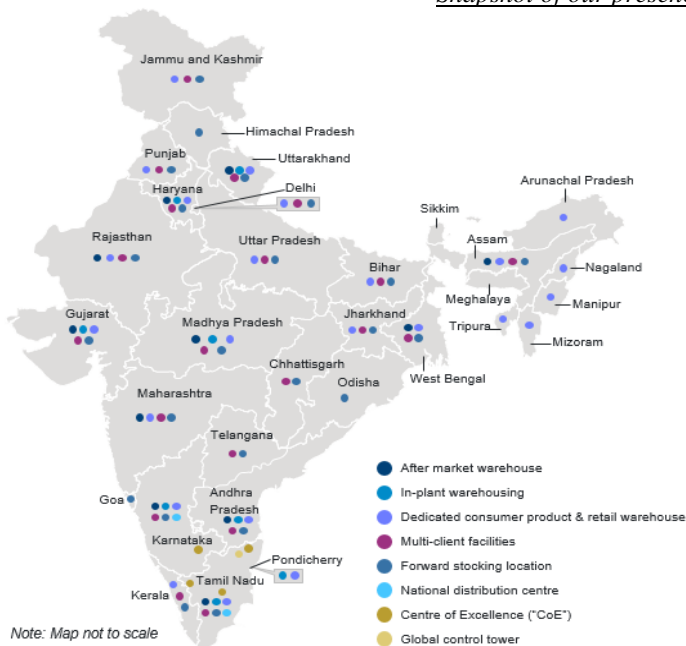 Snapshot of our presen
Jammu and Kashmir
Himachal Pradesh
Punjab
Uttarakhand
Haryana
Delhi
Arunachal Pradesh
Sikkim
Rajasthan
Uttar Pradesh
Assam
Bihar
Nagaland
Meghalaya
Gujarat
Manipur
Madhya Pradesh
Jharkhand
Tripura
Mizoram
Chhattisgarh
West Bengal
Odisha
Maharashtra
Telangana
After market warehouse
Goa
Andhra
Pradesh
In-plant warehousing
Dedicated consumer product & retail warehouse
Karnataka
Multi-client facilities
Pondicherry
Forward stocking location
Tamil Nadu
Kerala
National distribution centre
Centre of Excellence ("CoE")
Note: Map not to scale
Global control tower